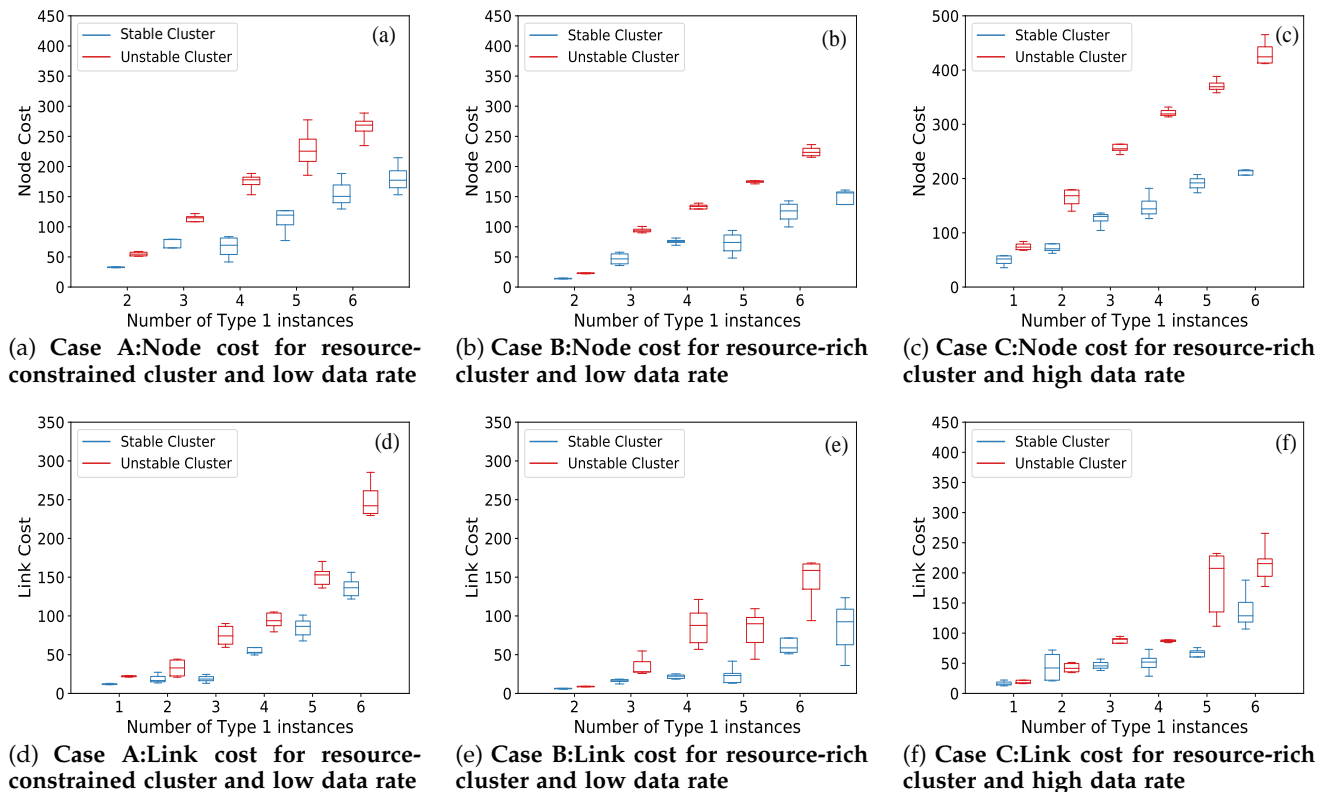 450
400
350
300
250
200
150
100
50
0
Node Cost
Stable Cluster
Unstable Cluster
(a)
2 3 4 5 6
Number of Type 1 instances
(a) Case A:Node cost for resource-
constrained cluster and low data rate
450
400
350
300
250
200
150
100
50
0
Node Cost
Stable Cluster
Unstable Cluster
(b)
2 3 4 5 6
Number of Type 1 instances
(b) Case B:Node cost for resource-rich
cluster and low data rate
500
400
300
200
100
0
Node Cost
Stable Cluster
Unstable Cluster
(c)
1 2 3 4 5 6
Number of Type 1 instances
(c) Case C:Node cost for resource-rich
cluster and high data rate
350
300
250
200
150
100
50
0
Link Cost
Stable Cluster
Unstable Cluster
(d)
1 2 3 4 5 6
Number of Type 1 instances
(d) Case A:Link cost for resource-
constrained cluster and low data rate
350
300
250
200
150
100
50
0
Link Cost
Stable Cluster
Unstable Cluster
(e)
2 3 4 5 6
Number of Type 1 instances
(e) Case B:Link cost for resource-rich
cluster and low data rate
450
400
350
300
250
200
150
100
50
0
Link Cost
Stable Cluster
Unstable Cluster
(f)
1 2 3 4 5 6
Number of Type 1 instances
(f) Case C:Link cost for resource-rich
cluster and high data rate